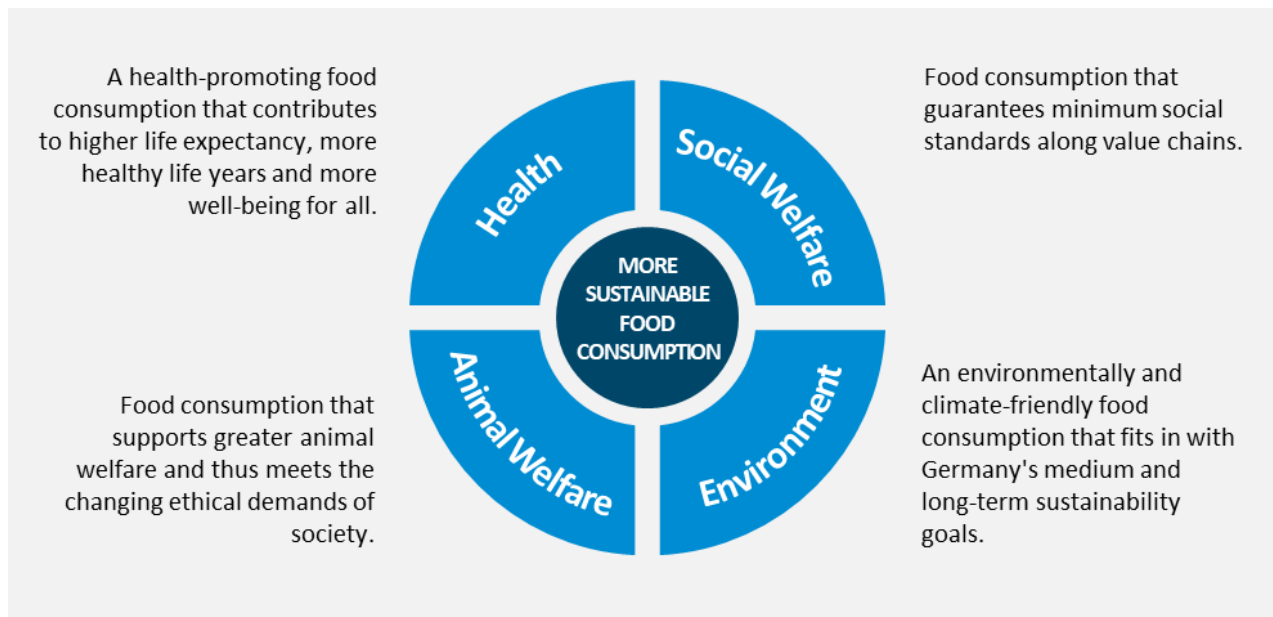 A health-promoting food
consumption that contributes
to higher life expectancy, more
healthy life years and more
well-being for all.
Health
Social Welfare
Food consumption that
guarantees minimum social
standards along value chains.
MORE
SUSTAINABLE
FOOD
CONSUMPTION
Food consumption that
supports greater animal
welfare and thus meets the
changing ethical demands of
society.
Animal Welfare
Environment
An environmentally and
climate-friendly food
consumption that fits in with
Germany's medium and
long-term sustainability
goals.